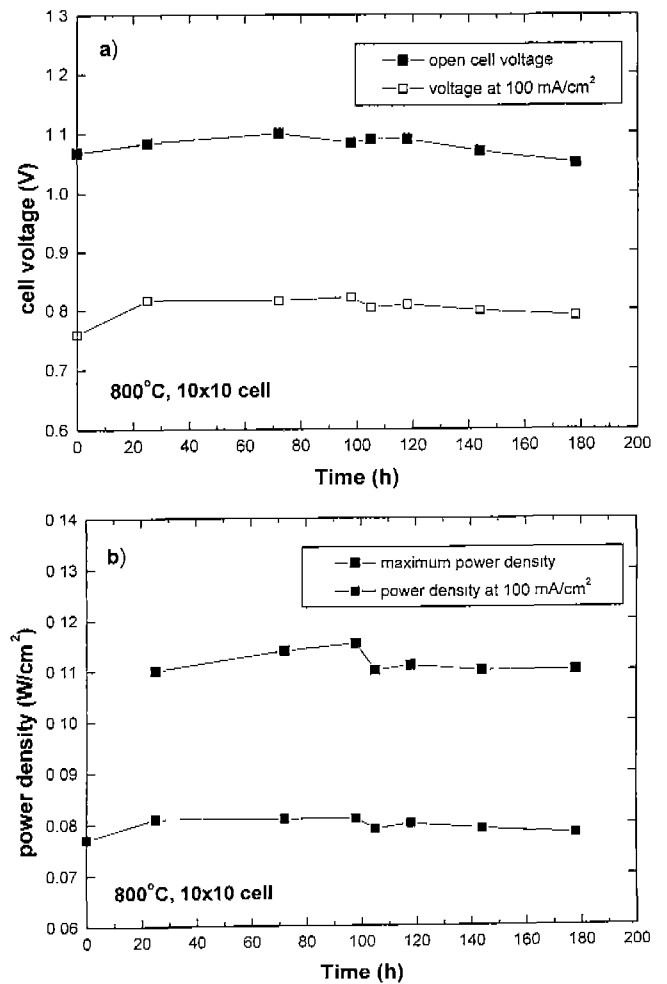 1.3
a)
open cell voltage
voltage at 100 mA/cm²
1.2
1.1
1.0
0.9
0.8
0.7
0.6
cell voltage (V)
800°C, 10x10 cell
0 20 40 60 80 100 120 140 160 180 200
Time (h)
0 14
b)
maximum power density
power density at 100 mA/cm²
0 13
0 12
0.11
0 10
0 09
0 08
0.07
0 06
power density (W/cm²)
800°C, 10x10 cell
0 20 40 60 80 100 120 140 160 180 200
Time (h)